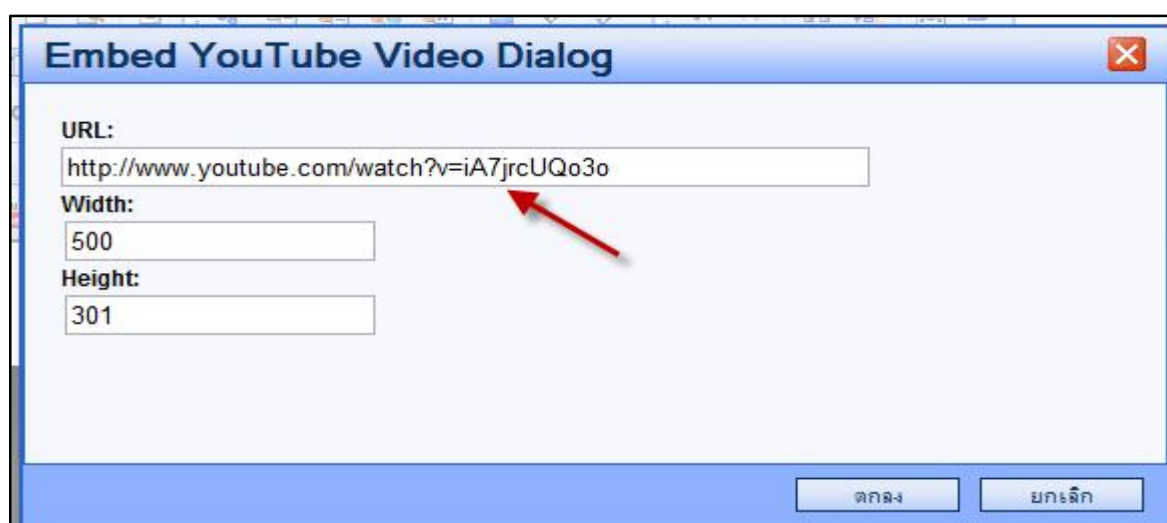 Embed YouTube Video Dialog
URL:
http://www.youtube.com/watch?v=iA7jrcUQo3o
Width:
500
Height:
301
ตกลง
ยกเลิก